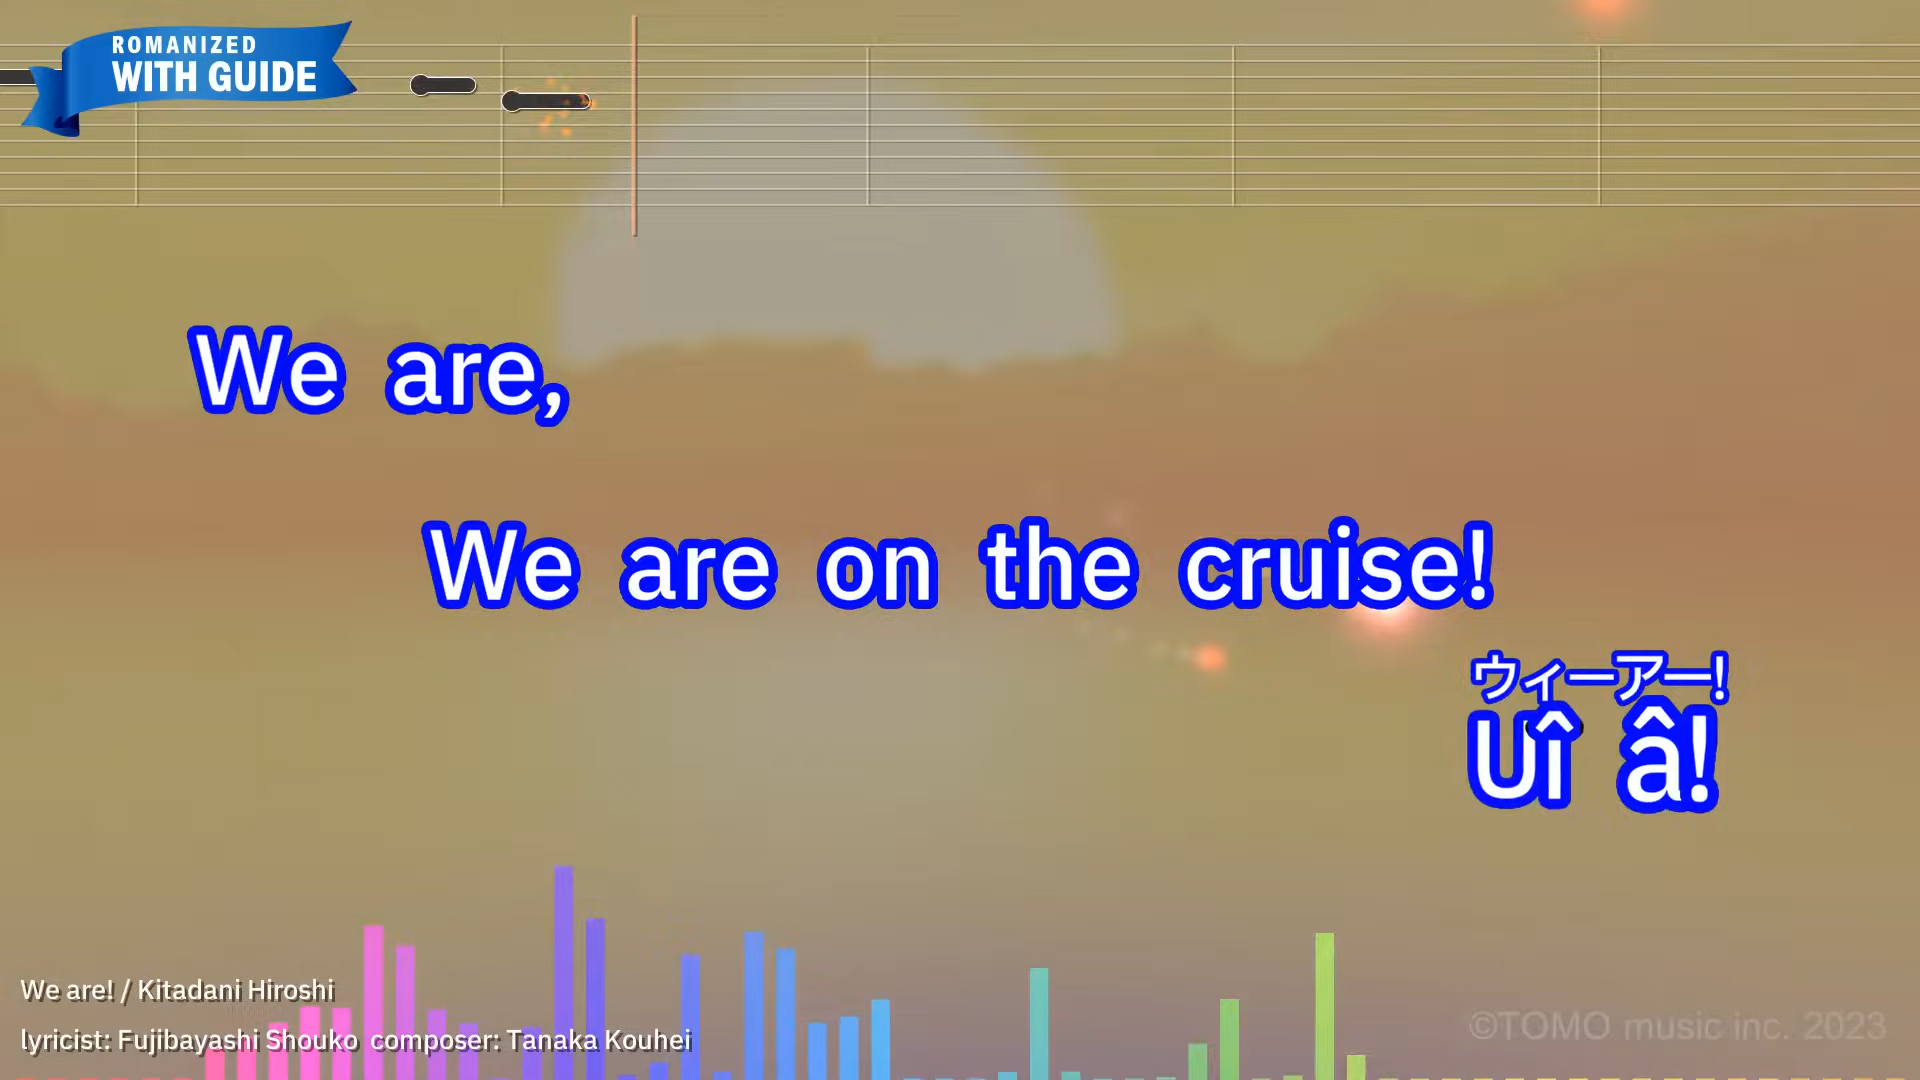 ROMANIZED
WITH GUIDE
We are,
We are on the cruise!
ウィーアー!
Uî â!
We are! / Kitadani Hiroshi
lyricist: Fujibayashi Shouko composer: Tanaka Kouhei
©TOMO music inc. 2023